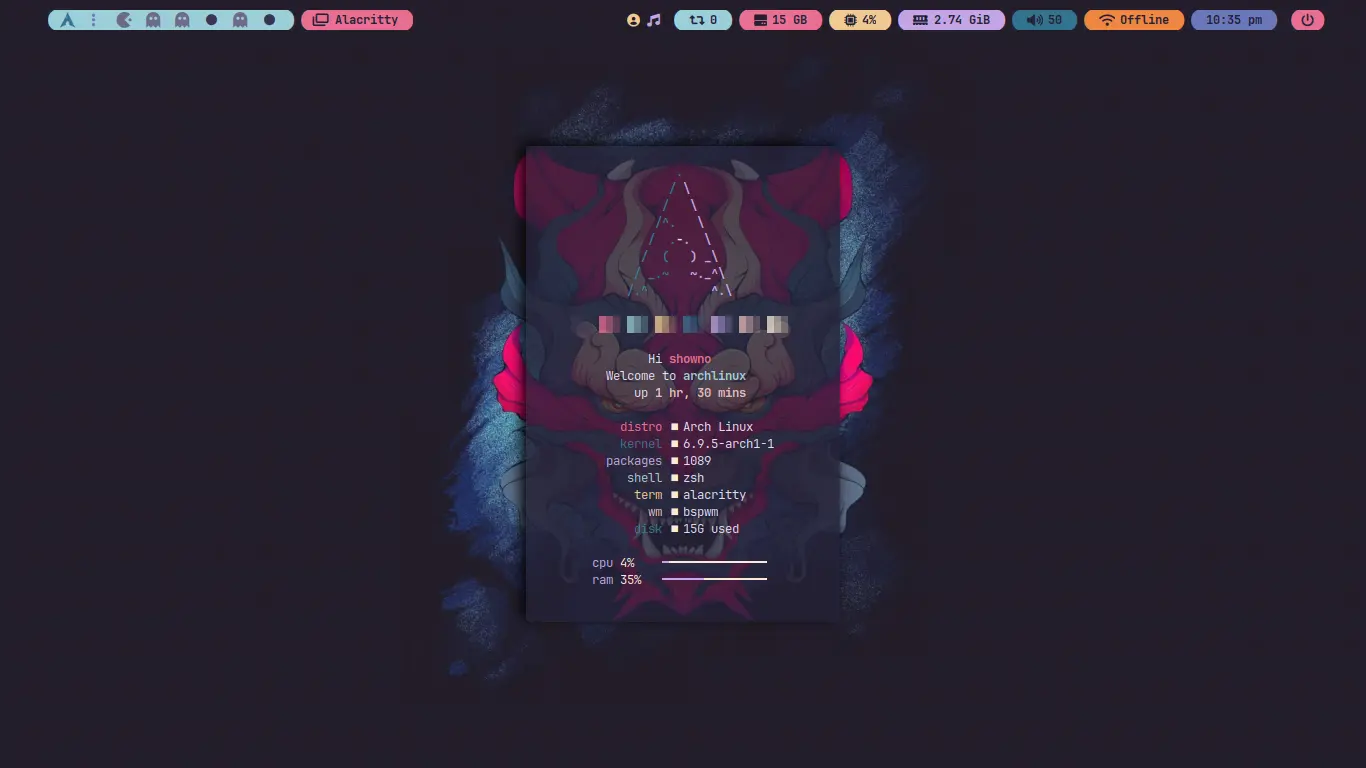 Alacritty
0
15 GB
4%
2.74 GiB
50
Offline
10:35 pm
Hi showno
Welcome to archlinux
up 1 hr, 30 mins
distro Arch Linux
kernel 6.9.5-arch1-1
packages 1089
shell zsh
term alacritty
wm bspwm
disk 15G used
cpu 4%
ram 35%